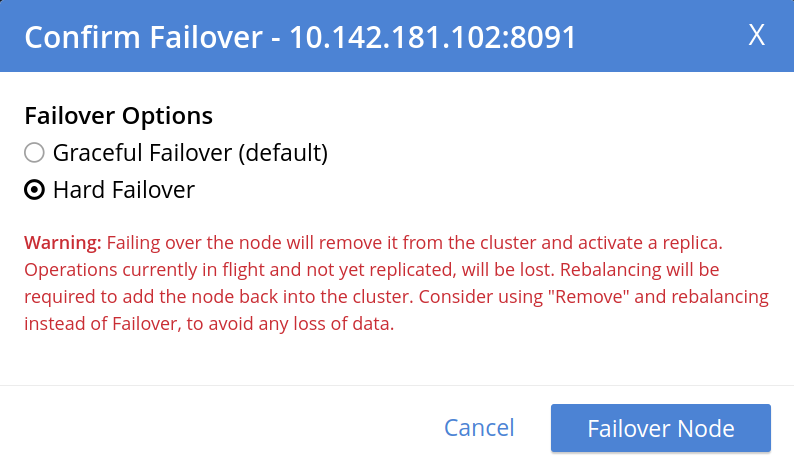 Confirm Failover - 10.142.181.102:8091
X
Failover Options
Graceful Failover (default)
Hard Failover
Warning: Failing over the node will remove it from the cluster and activate a replica.
Operations currently in flight and not yet replicated, will be lost. Rebalancing will be
required to add the node back into the cluster. Consider using "Remove" and rebalancing
instead of Failover, to avoid any loss of data.
Cancel
Failover Node